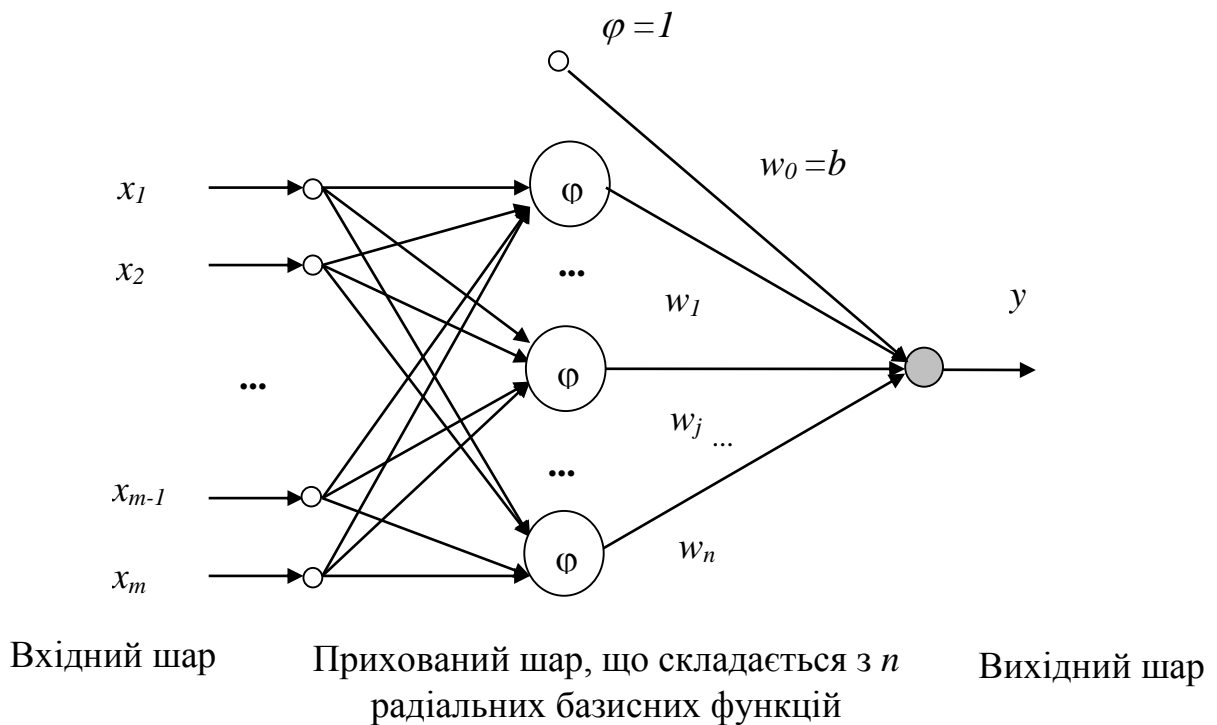 φ =1
w₀ =b
x₁
φ
x₂
...
w₁
y
φ
...
wⱼ ...
...
xₘ₋₁
wₙ
φ
xₘ
Вхідний шар
Прихований шар, що складається з n
радіальних базисних функцій
Вихідний шар